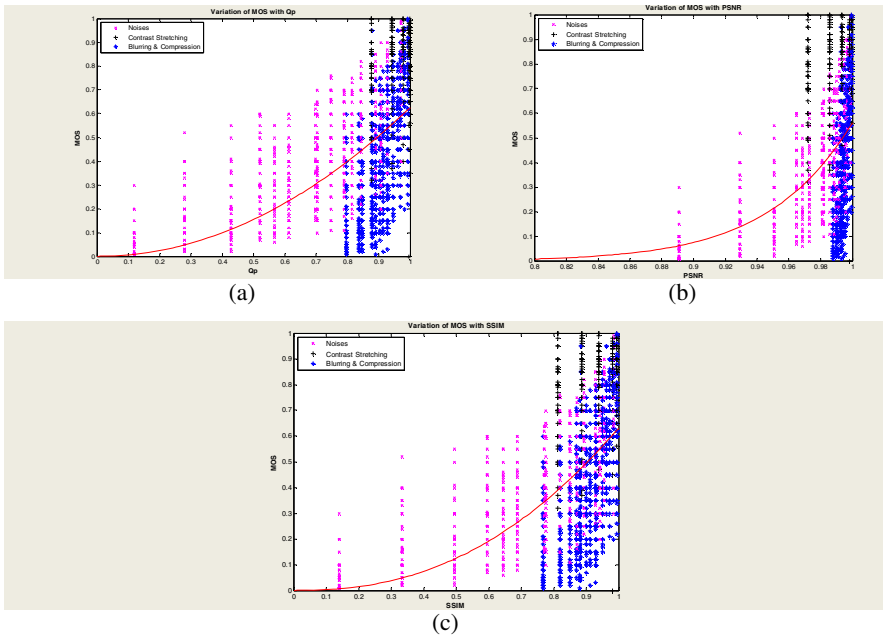 Variation of MOS with Qp
Noises
Contrast Stretching
Blurring & Compression
MOS
1
0.9
0.8
0.7
0.6
0.5
0.4
0.3
0.2
0.1
0
0 0.1 0.2 0.3 0.4 0.5 0.6 0.7 0.8 0.9 1
Qp
(a)
Variation of MOS with PSNR
Noises
Contrast Stretching
Blurring & Compression
MOS
1
0.9
0.8
0.7
0.6
0.5
0.4
0.3
0.2
0.1
0
0.8 0.82 0.84 0.86 0.88 0.9 0.92 0.94 0.96 0.98 1
PSNR
(b)
Variation of MOS with SSIM
Noises
Contrast Stretching
Blurring & Compression
MOS
1
0.9
0.8
0.7
0.6
0.5
0.4
0.3
0.2
0.1
0
0 0.1 0.2 0.3 0.4 0.5 0.6 0.7 0.8 0.9 1
SSIM
(c)